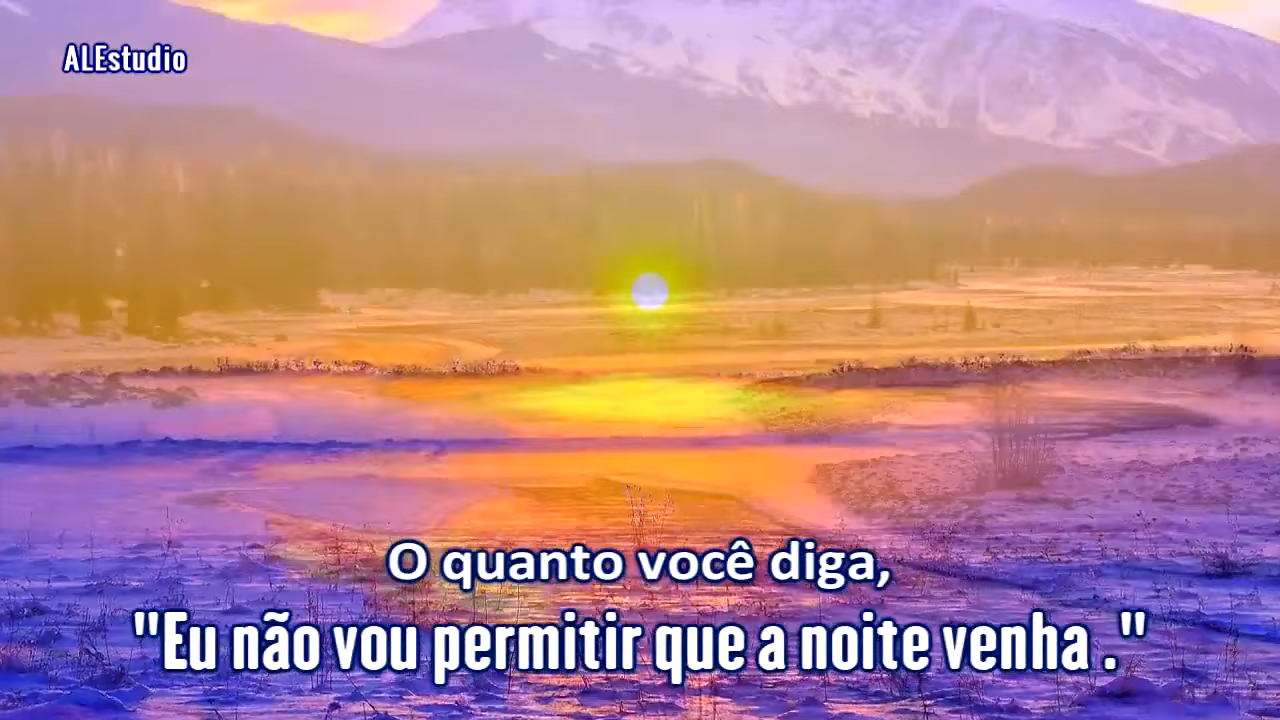 ALEstudio
O quanto você diga,
"Eu não vou permitir que a noite venha ."